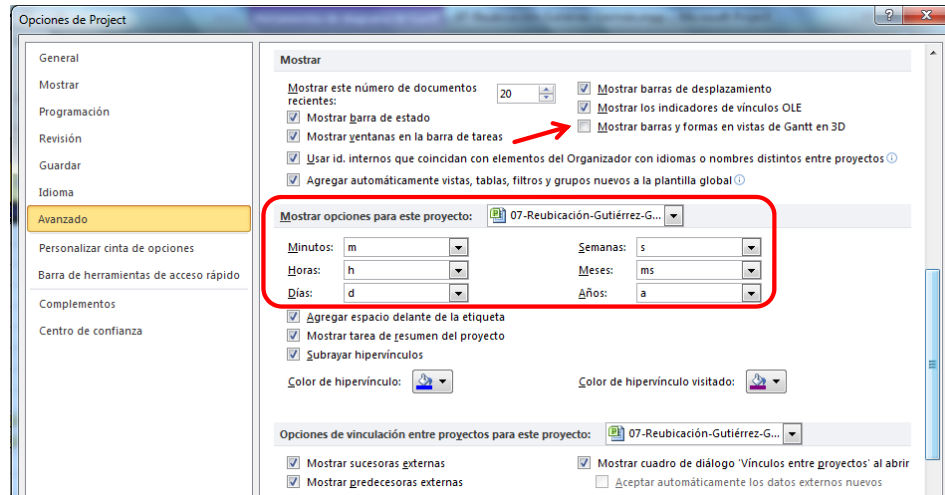 Opciones de Project
General
Mostrar
Programación
Revisión
Guardar
Idioma
Avanzado
Personalizar cinta de opciones
Barra de herramientas de acceso rápido
Complementos
Centro de confianza
Mostrar
Mostrar este número de documentos recientes: 20
Mostrar barra de estado
Mostrar ventanas en la barra de tareas
Mostrar barras de desplazamiento
Mostrar los indicadores de vínculos OLE
Mostrar barras y formas en vistas de Gantt en 3D
Usar id. internos que coincidan con elementos del Organizador con idiomas o nombres distintos entre proyectos
Agregar automáticamente vistas, tablas, filtros y grupos nuevos a la plantilla global
Mostrar opciones para este proyecto: 07-Reubicación-Gutiérrez-G...
Minutos: m Semanas: s
Horas: h Meses: ms
Días: d Años: a
Agregar espacio delante de la etiqueta
Mostrar tarea de resumen del proyecto
Subrayar hipervínculos
Color de hipervínculo: Color de hipervínculo visitado:
Opciones de vinculación entre proyectos para este proyecto: 07-Reubicación-Gutiérrez-G...
Mostrar sucesoras externas Mostrar cuadro de diálogo 'Vínculos entre proyectos' al abrir
Mostrar predecesoras externas Aceptar automáticamente los datos externos nuevos